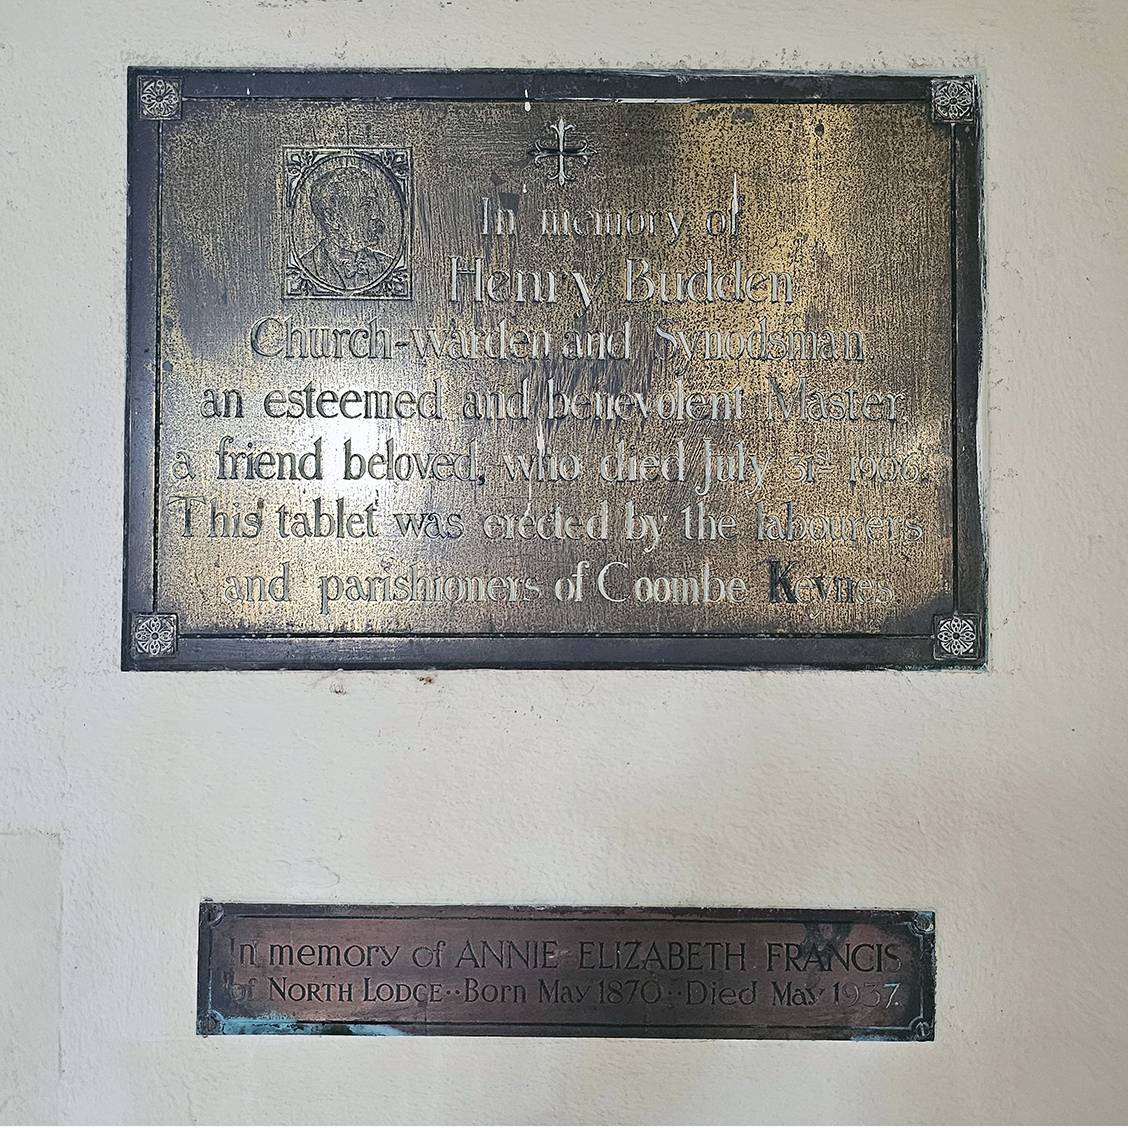 In memory of
Henry Budden
Church-warden and Synodsman
an esteemed and benevolent Master
a friend beloved, who died July 31st 1906.
This tablet was erected by the labourers
and parishioners of Coombe Keynes
In memory of ANNIE ELIZABETH FRANCIS
of NORTH LODGE·· Born May 1870 ·· Died May 1937.